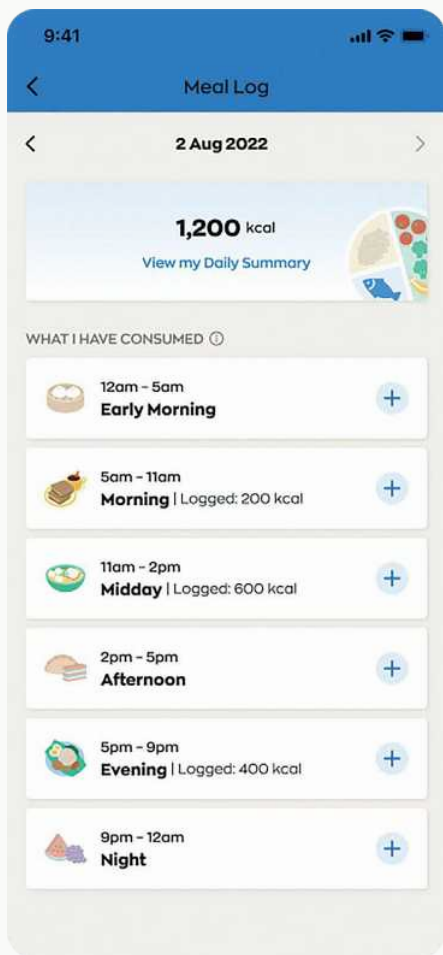 9:41
Meal Log
2 Aug 2022
1,200 kcal
View my Daily Summary
WHAT I HAVE CONSUMED
12am – 5am
Early Morning
5am – 11am
Morning | Logged: 200 kcal
11am – 2pm
Midday | Logged: 600 kcal
2pm – 5pm
Afternoon
5pm – 9pm
Evening | Logged: 400 kcal
9pm – 12am
Night